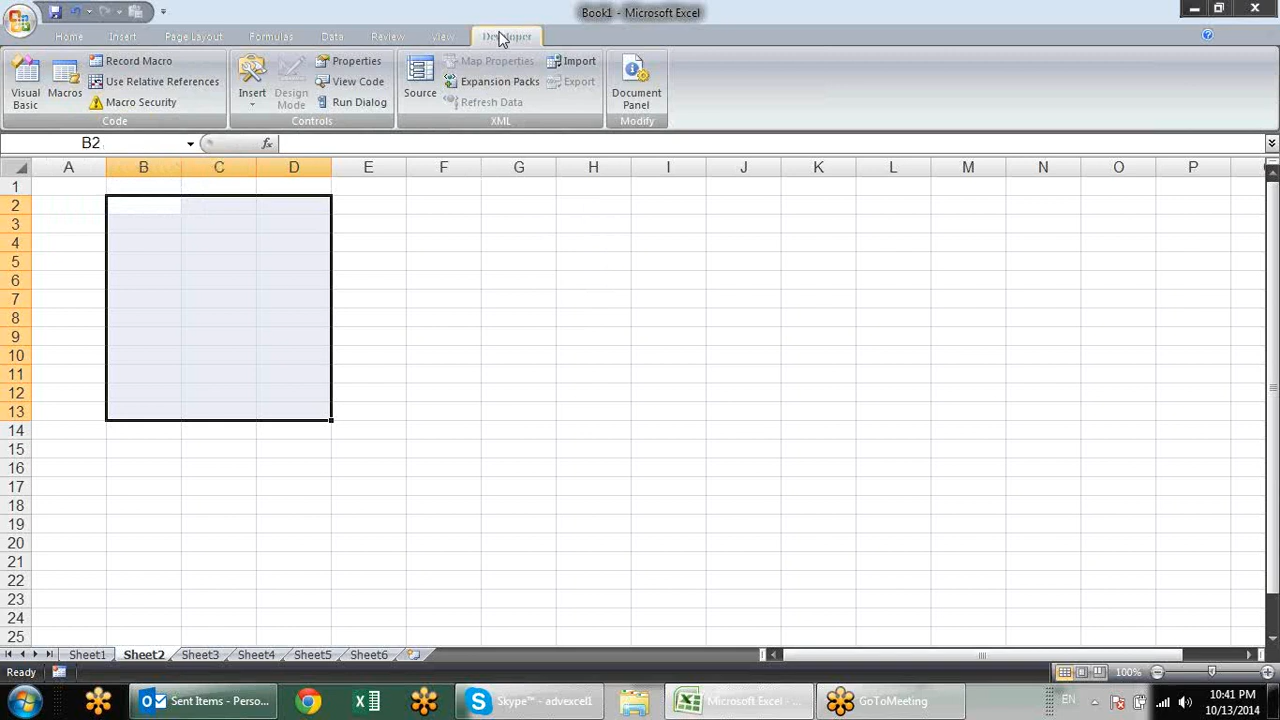 Book1 - Microsoft Excel
Home Insert Page Layout Formulas Data Review View Developer
Visual Basic
Macros
Record Macro
Use Relative References
Macro Security
Code
Insert
Design Mode
Properties
View Code
Run Dialog
Controls
Source
Map Properties
Expansion Packs
Refresh Data
Import
Export
XML
Document Panel
Modify
B2
fx
A B C D E F G H I J K L M N O P
1
2
3
4
5
6
7
8
9
10
11
12
13
14
15
16
17
18
19
20
21
22
23
24
25
Sheet1 Sheet2 Sheet3 Sheet4 Sheet5 Sheet6
Ready
100%
Sent Items - Perso...
Skype™ - advexcel1
Microsoft Excel - ...
GoToMeeting
EN
10:41 PM
10/13/2014